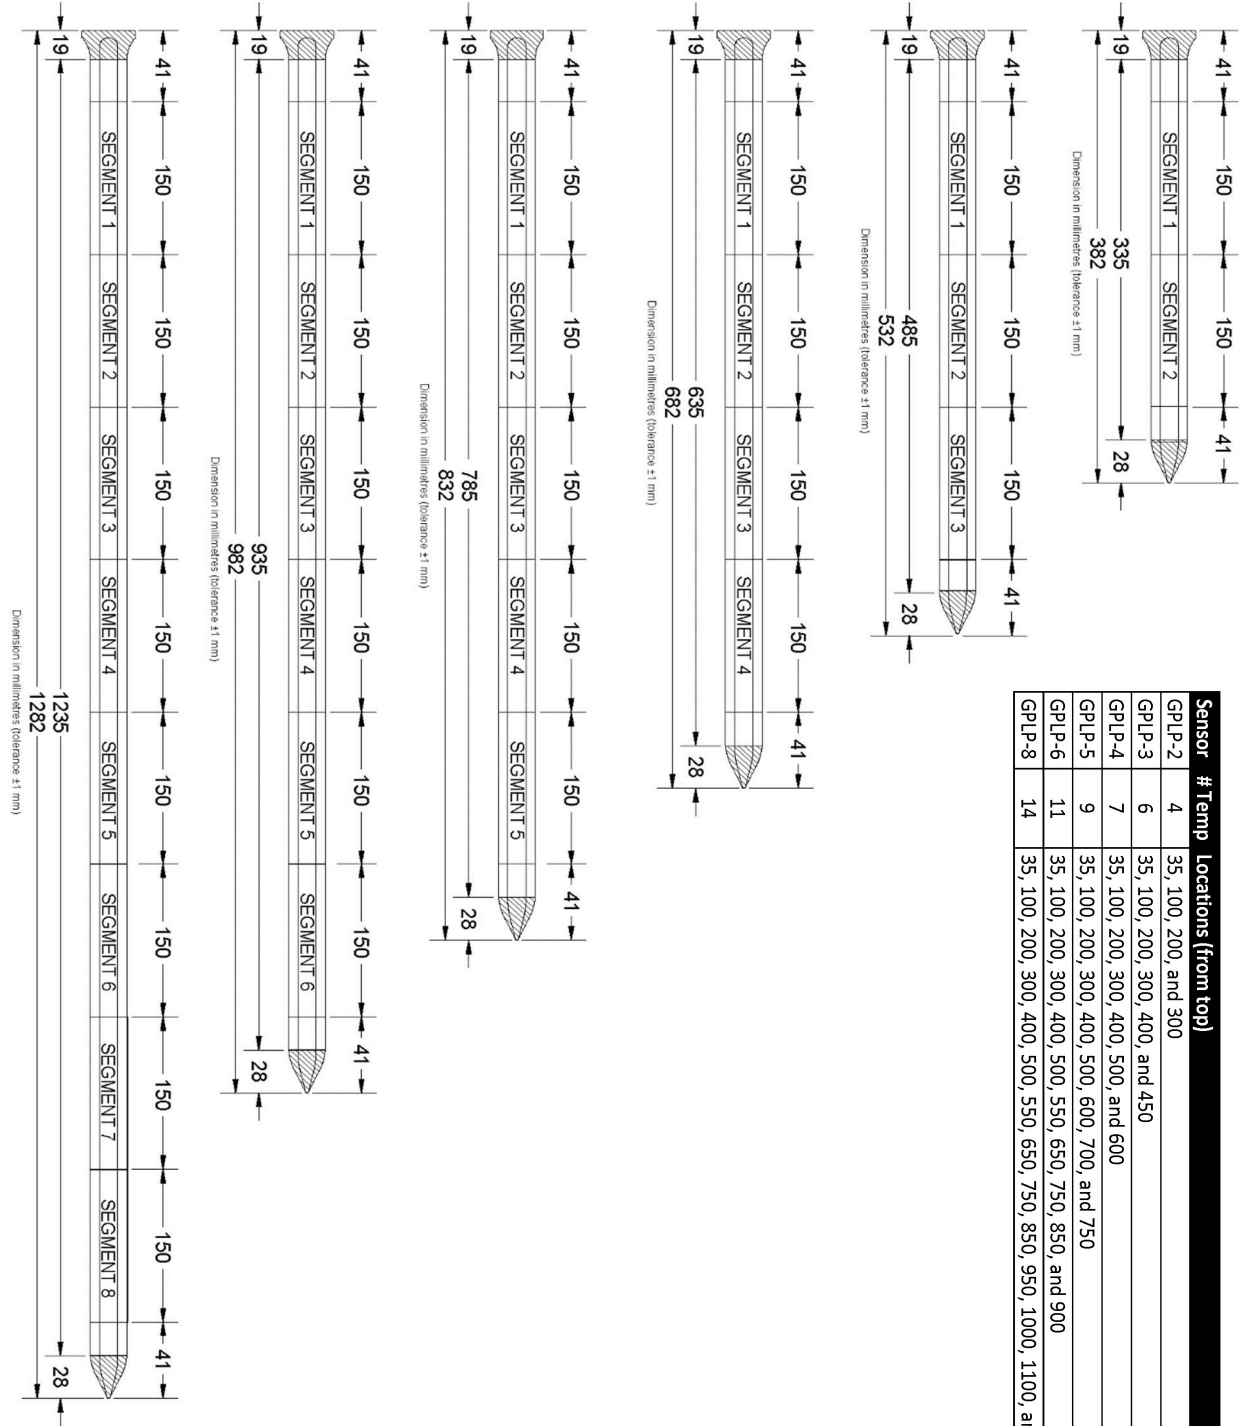 41
150
150
41
SEGMENT 1
SEGMENT 2
19
335
28
382
Dimension in millimetres (tolerance ±1 mm)
41
150
150
150
41
SEGMENT 1
SEGMENT 2
SEGMENT 3
19
485
28
532
Dimension in millimetres (tolerance ±1 mm)
41
150
150
150
150
41
SEGMENT 1
SEGMENT 2
SEGMENT 3
SEGMENT 4
19
635
28
682
Dimension in millimetres (tolerance ±1 mm)
41
150
150
150
150
150
41
SEGMENT 1
SEGMENT 2
SEGMENT 3
SEGMENT 4
SEGMENT 5
19
785
28
832
Dimension in millimetres (tolerance ±1 mm)
41
150
150
150
150
150
150
41
SEGMENT 1
SEGMENT 2
SEGMENT 3
SEGMENT 4
SEGMENT 5
SEGMENT 6
19
935
28
982
Dimension in millimetres (tolerance ±1 mm)
41
150
150
150
150
150
150
150
150
41
SEGMENT 1
SEGMENT 2
SEGMENT 3
SEGMENT 4
SEGMENT 5
SEGMENT 6
SEGMENT 7
SEGMENT 8
19
1235
28
1282
Dimension in millimetres (tolerance ±1 mm)
Sensor # Temp Locations (from top)
GPLP-2 4 35, 100, 200, and 300
GPLP-3 6 35, 100, 200, 300, 400, and 450
GPLP-4 7 35, 100, 200, 300, 400, 500, and 600
GPLP-5 9 35, 100, 200, 300, 400, 500, 600, 700, and 750
GPLP-6 11 35, 100, 200, 300, 400, 500, 550, 650, 750, 850, and 900
GPLP-8 14 35, 100, 200, 300, 400, 500, 550, 650, 750, 850, 950, 1000, 1100,